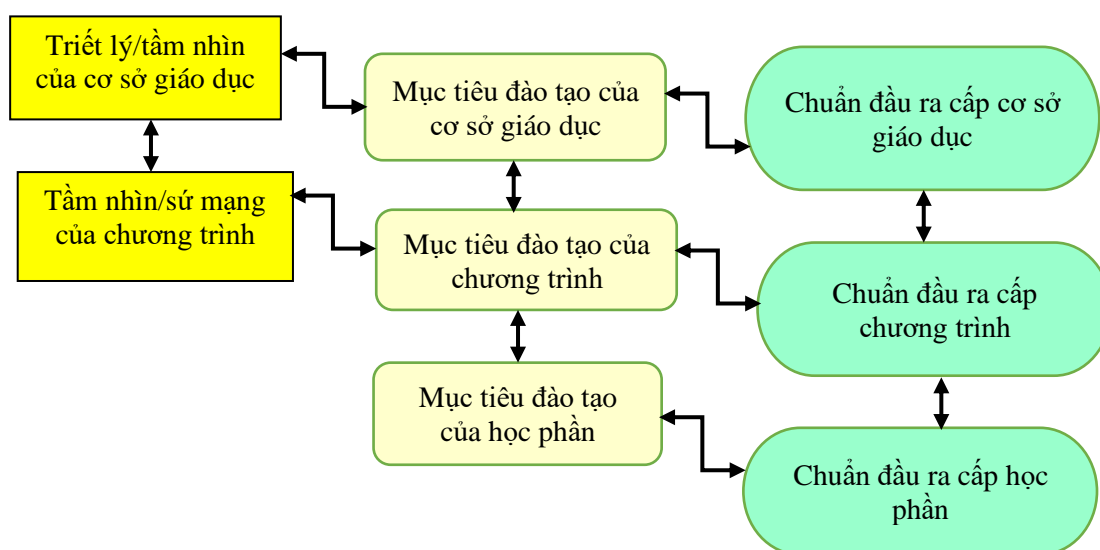 Triết lý/tầm nhìn
của cơ sở giáo dục
Mục tiêu đào tạo của
cơ sở giáo dục
Chuẩn đầu ra cấp cơ sở
giáo dục
Tầm nhìn/sứ mạng
của chương trình
Mục tiêu đào tạo của
chương trình
Chuẩn đầu ra cấp
chương trình
Mục tiêu đào tạo
của học phần
Chuẩn đầu ra cấp học
phần